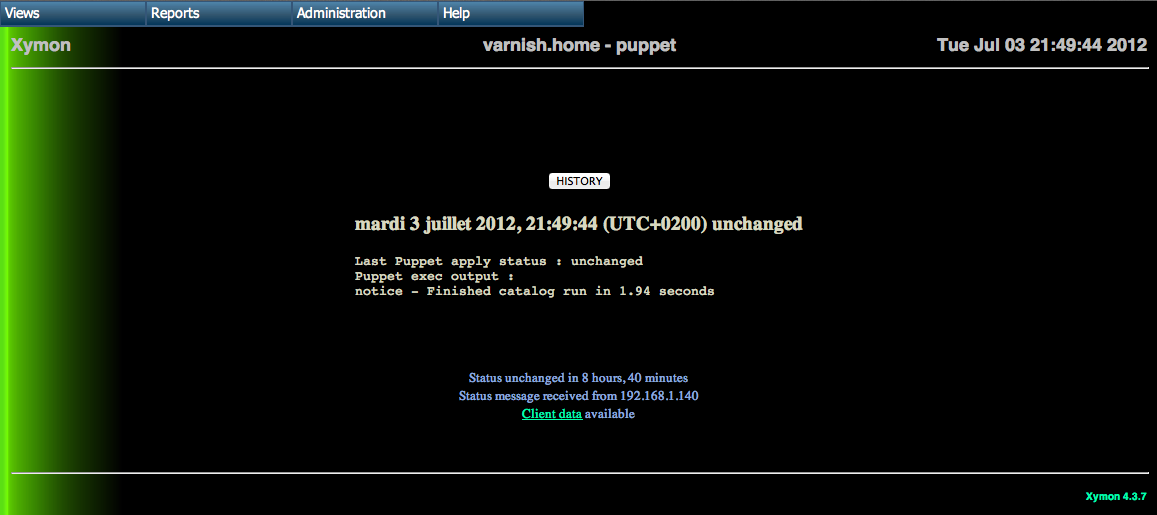 Views Reports Administration Help
Xymon varnish.home - puppet Tue Jul 03 21:49:44 2012
HISTORY
mardi 3 juillet 2012, 21:49:44 (UTC+0200) unchanged
Last Puppet apply status : unchanged
Puppet exec output :
notice - Finished catalog run in 1.94 seconds
Status unchanged in 8 hours, 40 minutes
Status message received from 192.168.1.140
Client data available
Xymon 4.3.7